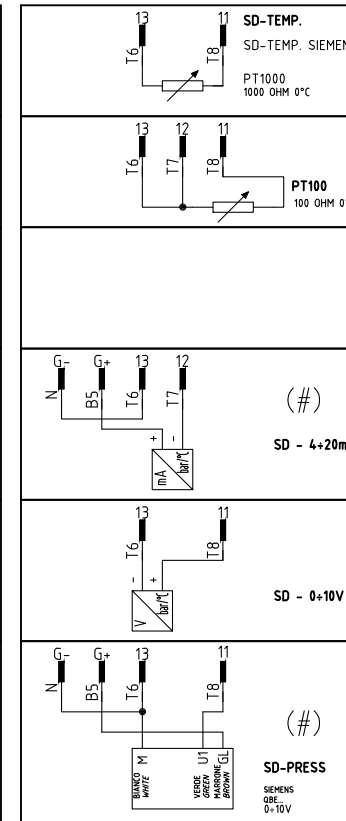 13 11 SD-TEMP.
T6 T8 SD-TEMP. SIEMEN
PT1000
1000 OHM 0°C
13 12 11
T6 T7 T8
PT100
100 OHM 0°
G- G+ 13 12
N B5 T6 T7
(#)
+ -
mA bar/°C
SD - 4÷20m
13 11
T6 T8
- +
V bar/°C
SD - 0÷10V
G- G+ 13 11
N B5 T6 T8
(#)
M U1 GL
BIANCO VERDE MARRONE
WHITE GREEN BROWN
SD-PRESS
SIEMENS
QBE...
0÷10V